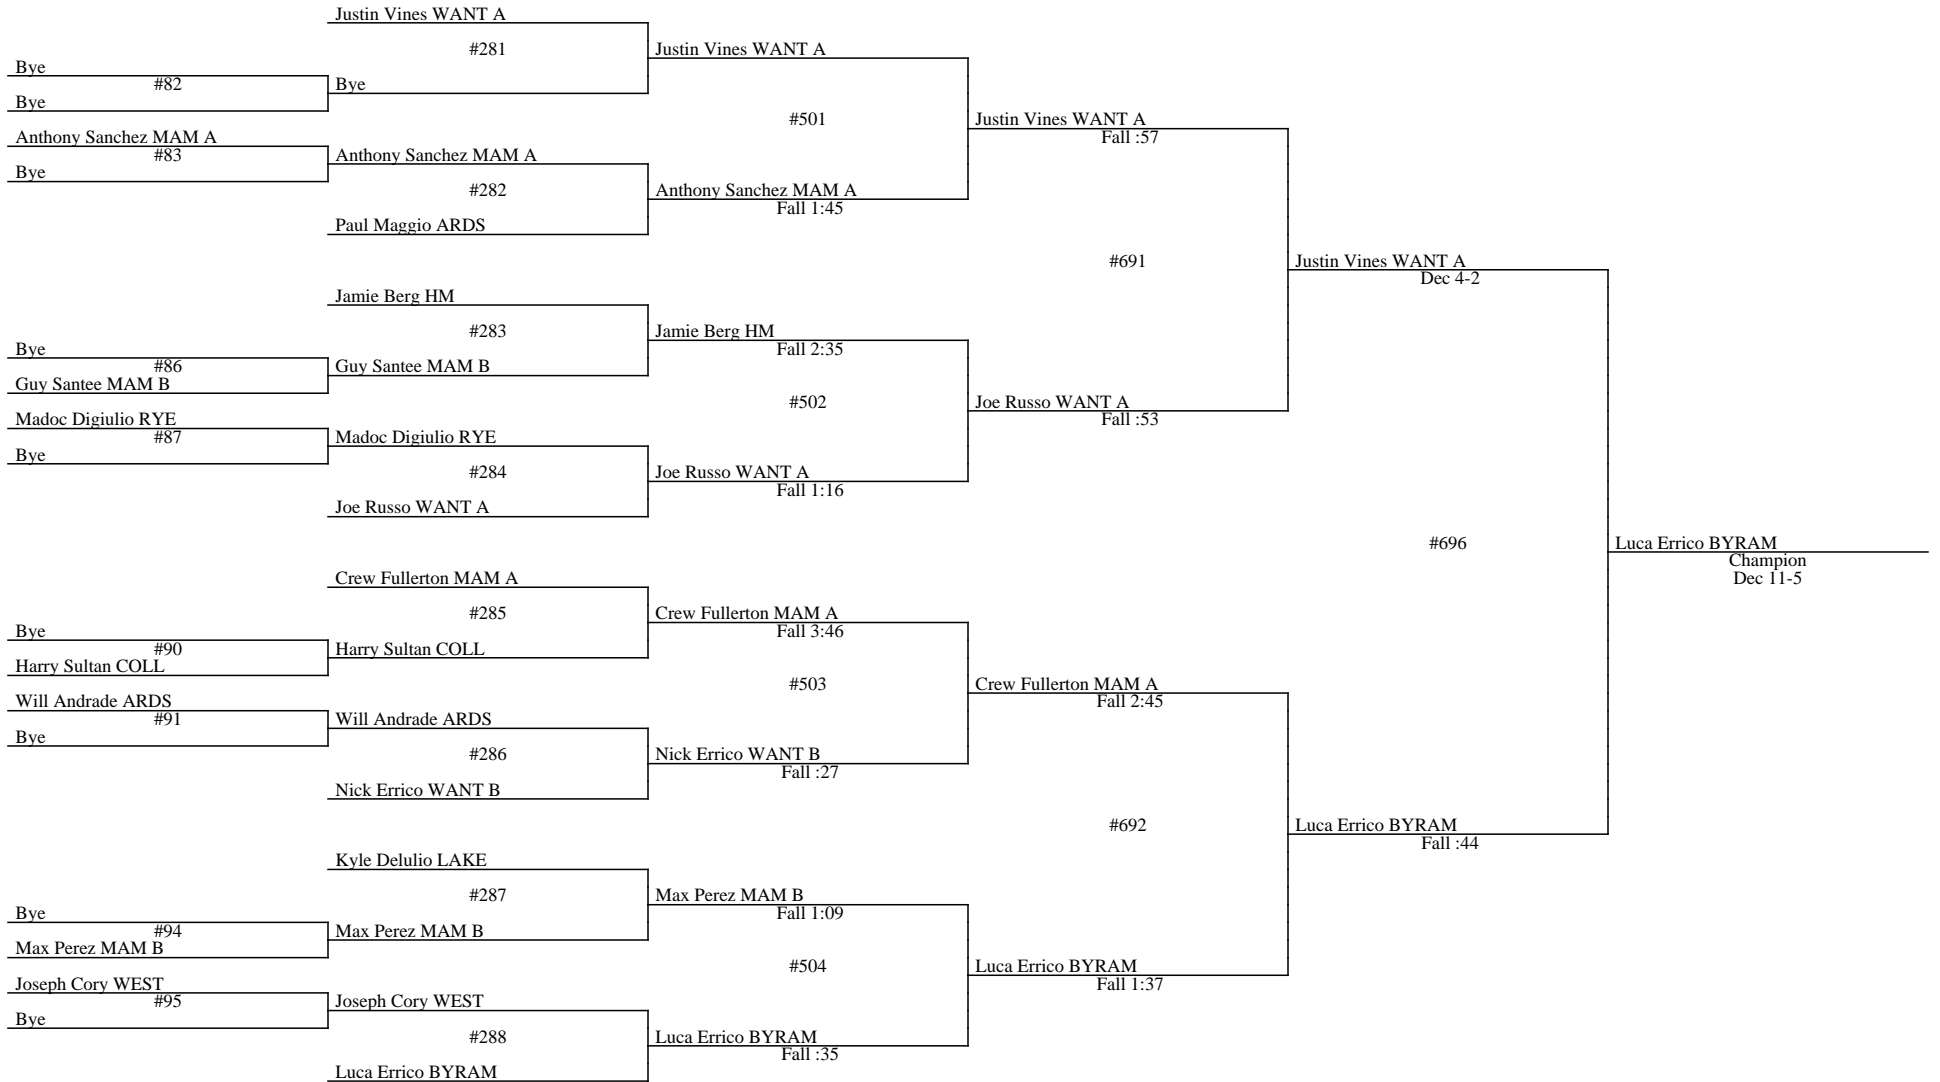 Justin Vines WANT A
#281
Justin Vines WANT A
Bye
#82
Bye
Bye
#501
Justin Vines WANT A
Fall :57
Anthony Sanchez MAM A
#83
Anthony Sanchez MAM A
Bye
#282
Anthony Sanchez MAM A
Fall 1:45
Paul Maggio ARDS
#691
Justin Vines WANT A
Dec 4-2
Jamie Berg HM
#283
Jamie Berg HM
Fall 2:35
Bye
#86
Guy Santee MAM B
Guy Santee MAM B
#502
Joe Russo WANT A
Fall :53
Madoc Digiulio RYE
#87
Madoc Digiulio RYE
Bye
#284
Joe Russo WANT A
Fall 1:16
Joe Russo WANT A
#696
Luca Errico BYRAM
Champion
Dec 11-5
Crew Fullerton MAM A
#285
Crew Fullerton MAM A
Fall 3:46
Bye
#90
Harry Sultan COLL
Harry Sultan COLL
#503
Crew Fullerton MAM A
Fall 2:45
Will Andrade ARDS
#91
Will Andrade ARDS
Bye
#286
Nick Errico WANT B
Fall :27
Nick Errico WANT B
#692
Luca Errico BYRAM
Fall :44
Kyle Delulio LAKE
#287
Max Perez MAM B
Fall 1:09
Bye
#94
Max Perez MAM B
Max Perez MAM B
#504
Luca Errico BYRAM
Fall 1:37
Joseph Cory WEST
#95
Joseph Cory WEST
Bye
#288
Luca Errico BYRAM
Fall :35
Luca Errico BYRAM